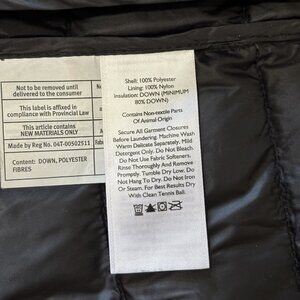 Not to be removed until
delivered to the consumer
This label is affixed in
compliance with Provincial Law
This article contains
NEW MATERIALS ONLY
Made by Reg No. 04T-00502511
Content: DOWN, POLYESTER
FIBRES
Shell: 100% Polyester
Lining: 100% Nylon
Insulation: DOWN (MINIMUM
80% DOWN)
Contains Non-textile Parts
Of Animal Origin
Secure All Garment Closures
Before Laundering. Machine Wash
Warm Delicate Separately. Mild
Detergent Only. Do Not Bleach.
Do Not Use Fabric Softeners.
Remove Promptly. Tumble Dry Low. Do
Not Hang To Dry. Do Not Iron
Or Steam. For Best Results Dry
With Clean Tennis Ball.